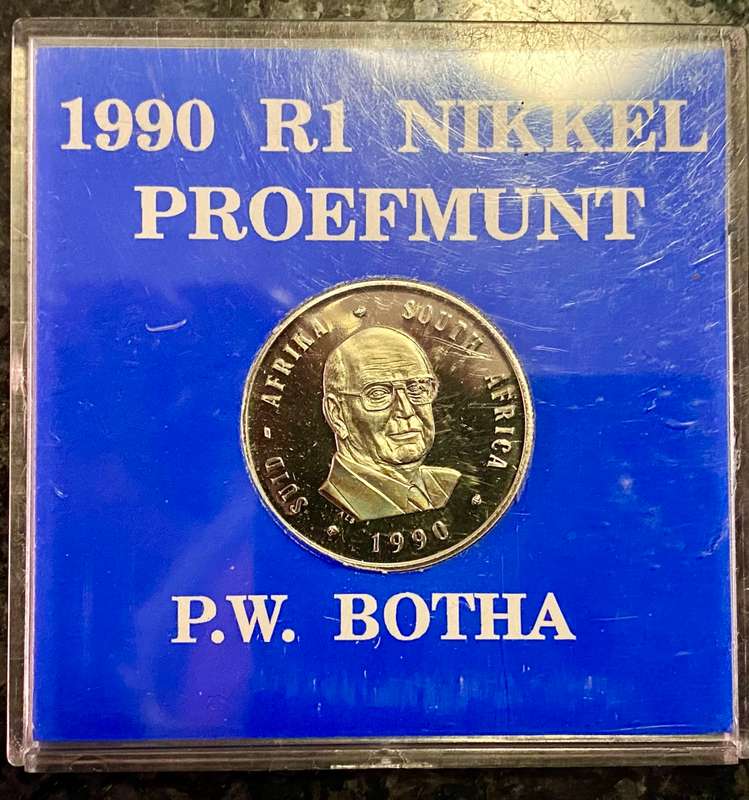 1990 R1 NIKKEL
PROEFMUNT
SUID - AFRIKA
SOUTH AFRICA
1990
P.W. BOTHA